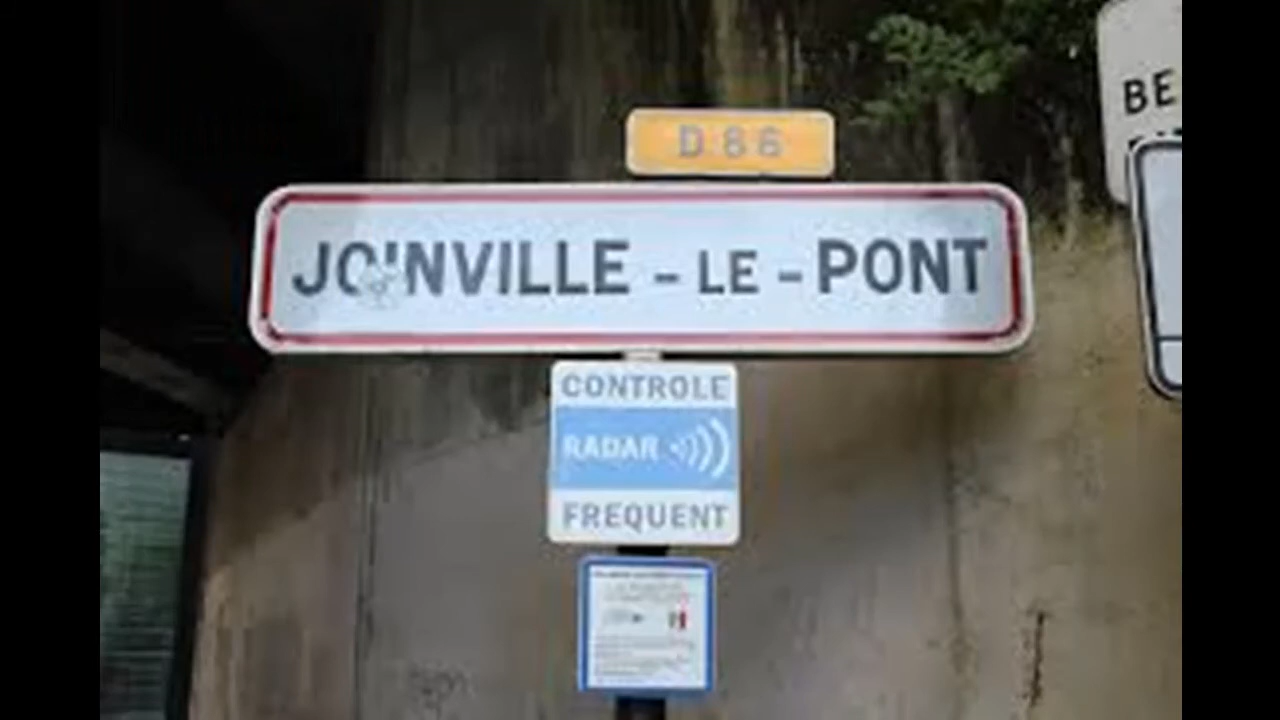 D 86
JOINVILLE - LE - PONT
CONTROLE
RADAR
FREQUENT
BE